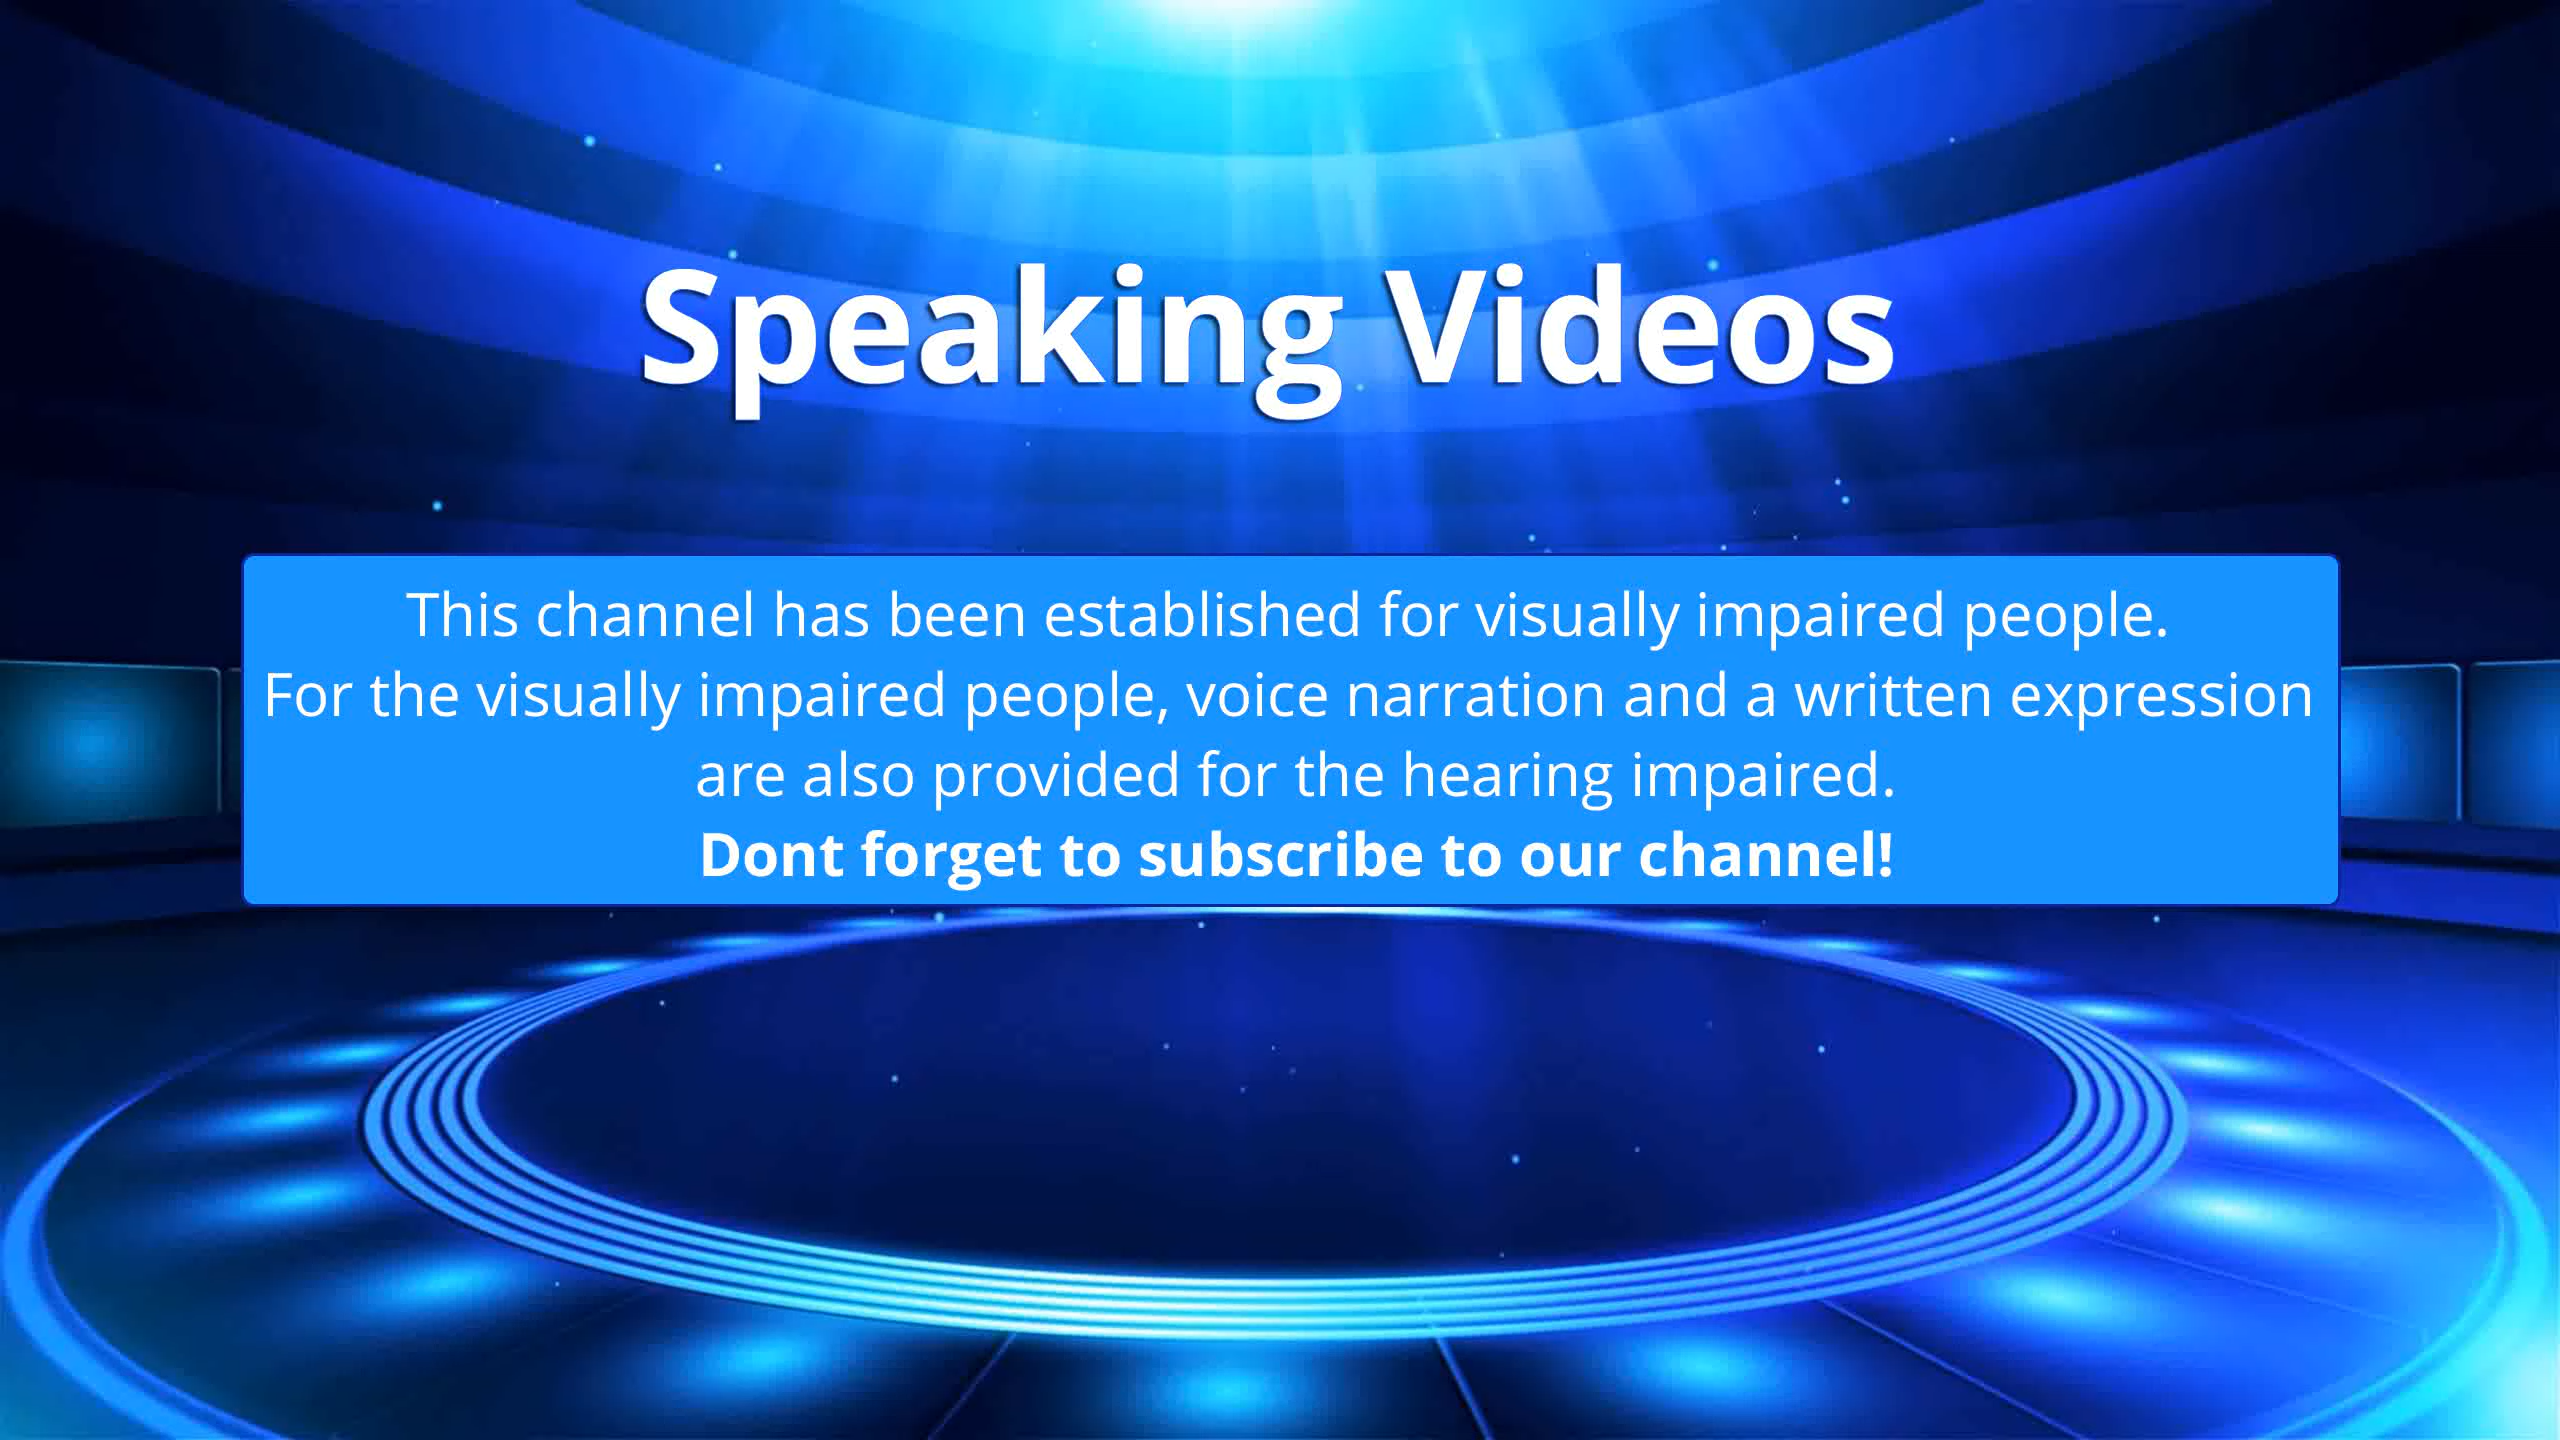 Speaking Videos
This channel has been established for visually impaired people.
For the visually impaired people, voice narration and a written expression
are also provided for the hearing impaired.
Dont forget to subscribe to our channel!